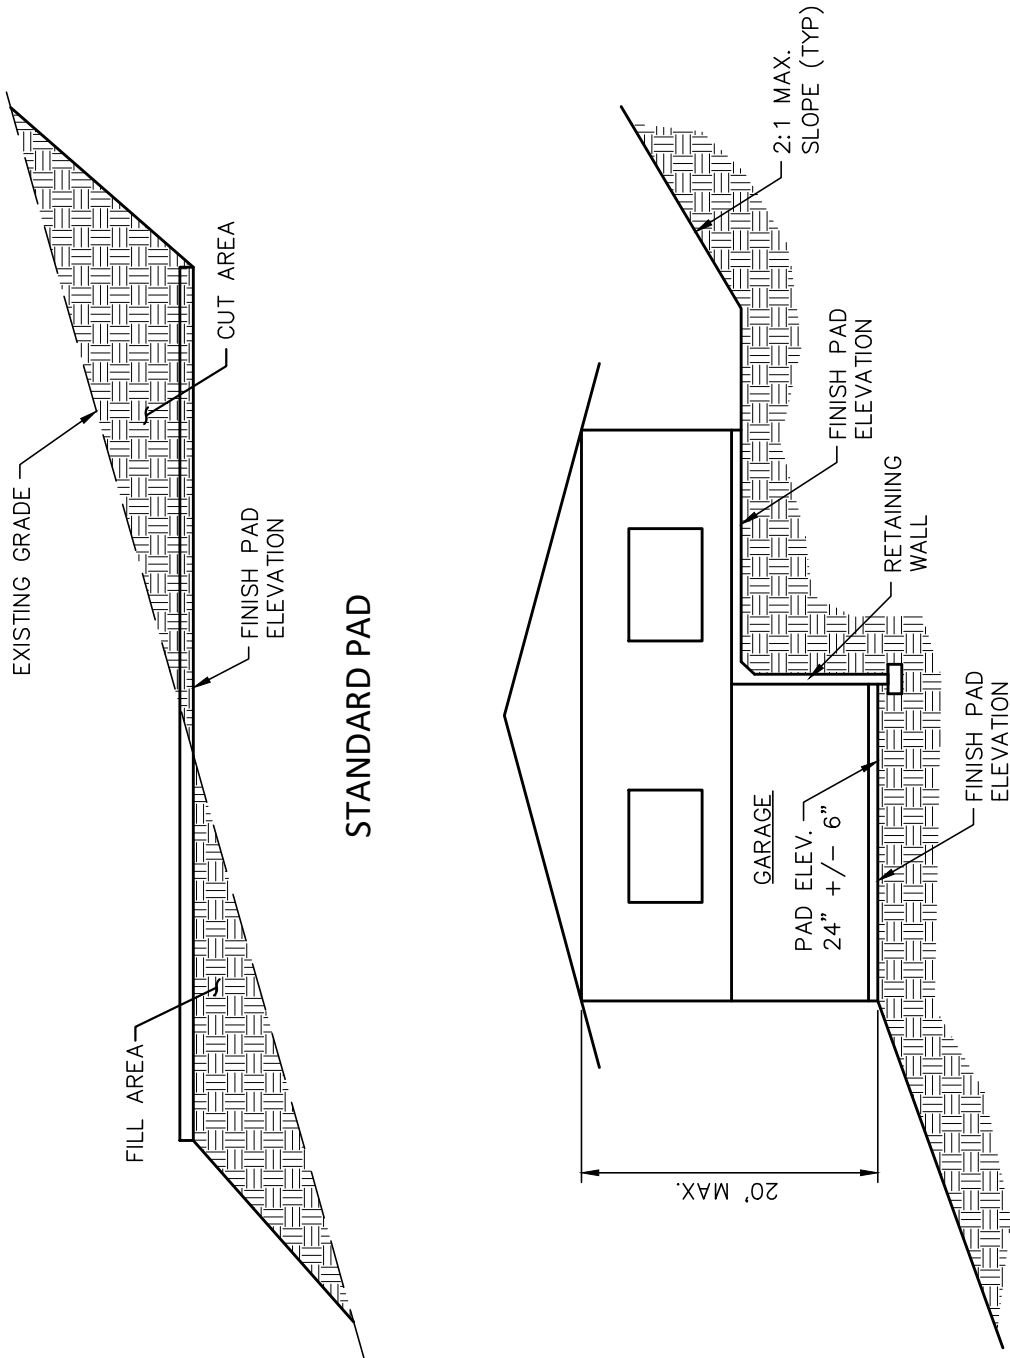 EXISTING GRADE
CUT AREA
FILL AREA
FINISH PAD
ELEVATION
STANDARD PAD
2:1 MAX.
SLOPE (TYP)
FINISH PAD
ELEVATION
RETAINING
WALL
GARAGE
PAD ELEV.
24" +/- 6"
FINISH PAD
ELEVATION
20' MAX.